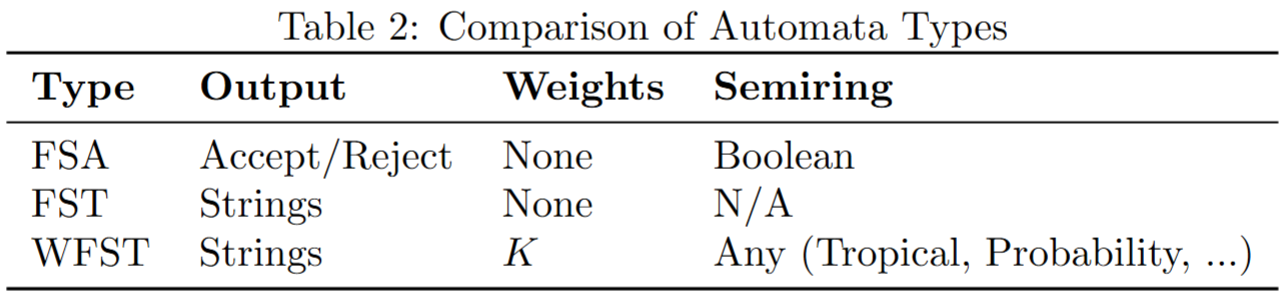 Table 2: Comparison of Automata Types
Type Output Weights Semiring
FSA Accept/Reject None Boolean
FST Strings None N/A
WFST Strings K Any (Tropical, Probability, ...)